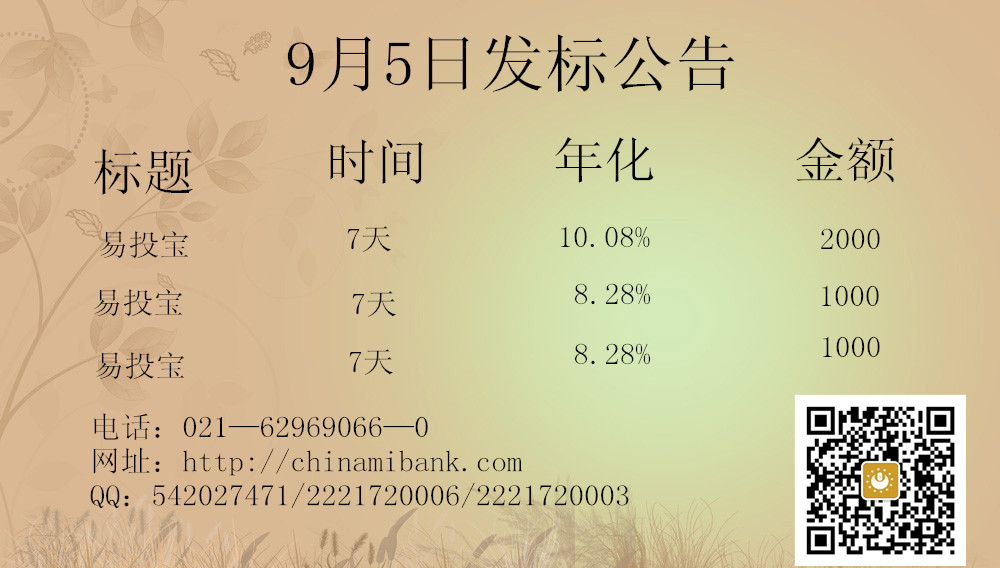 9月5日发标公告
标题 时间 年化 金额
易投宝 7天 10.08% 2000
易投宝 7天 8.28% 1000
易投宝 7天 8.28% 1000
电话：021—62969066—0
网址：http://chinamibank.com
QQ：542027471/2221720006/2221720003